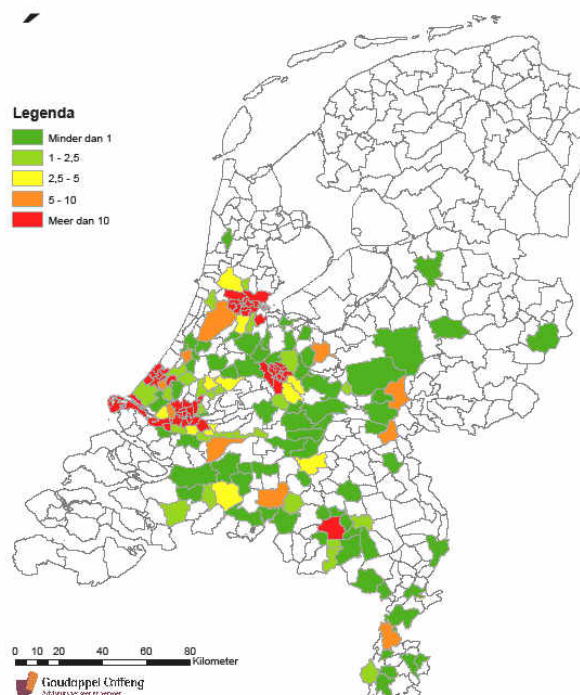 Legenda
Minder dan 1
1 - 2,5
2,5 - 5
5 - 10
Meer dan 10
0 10 20 40 60 80
Kilometer
Goudappel Coffeng